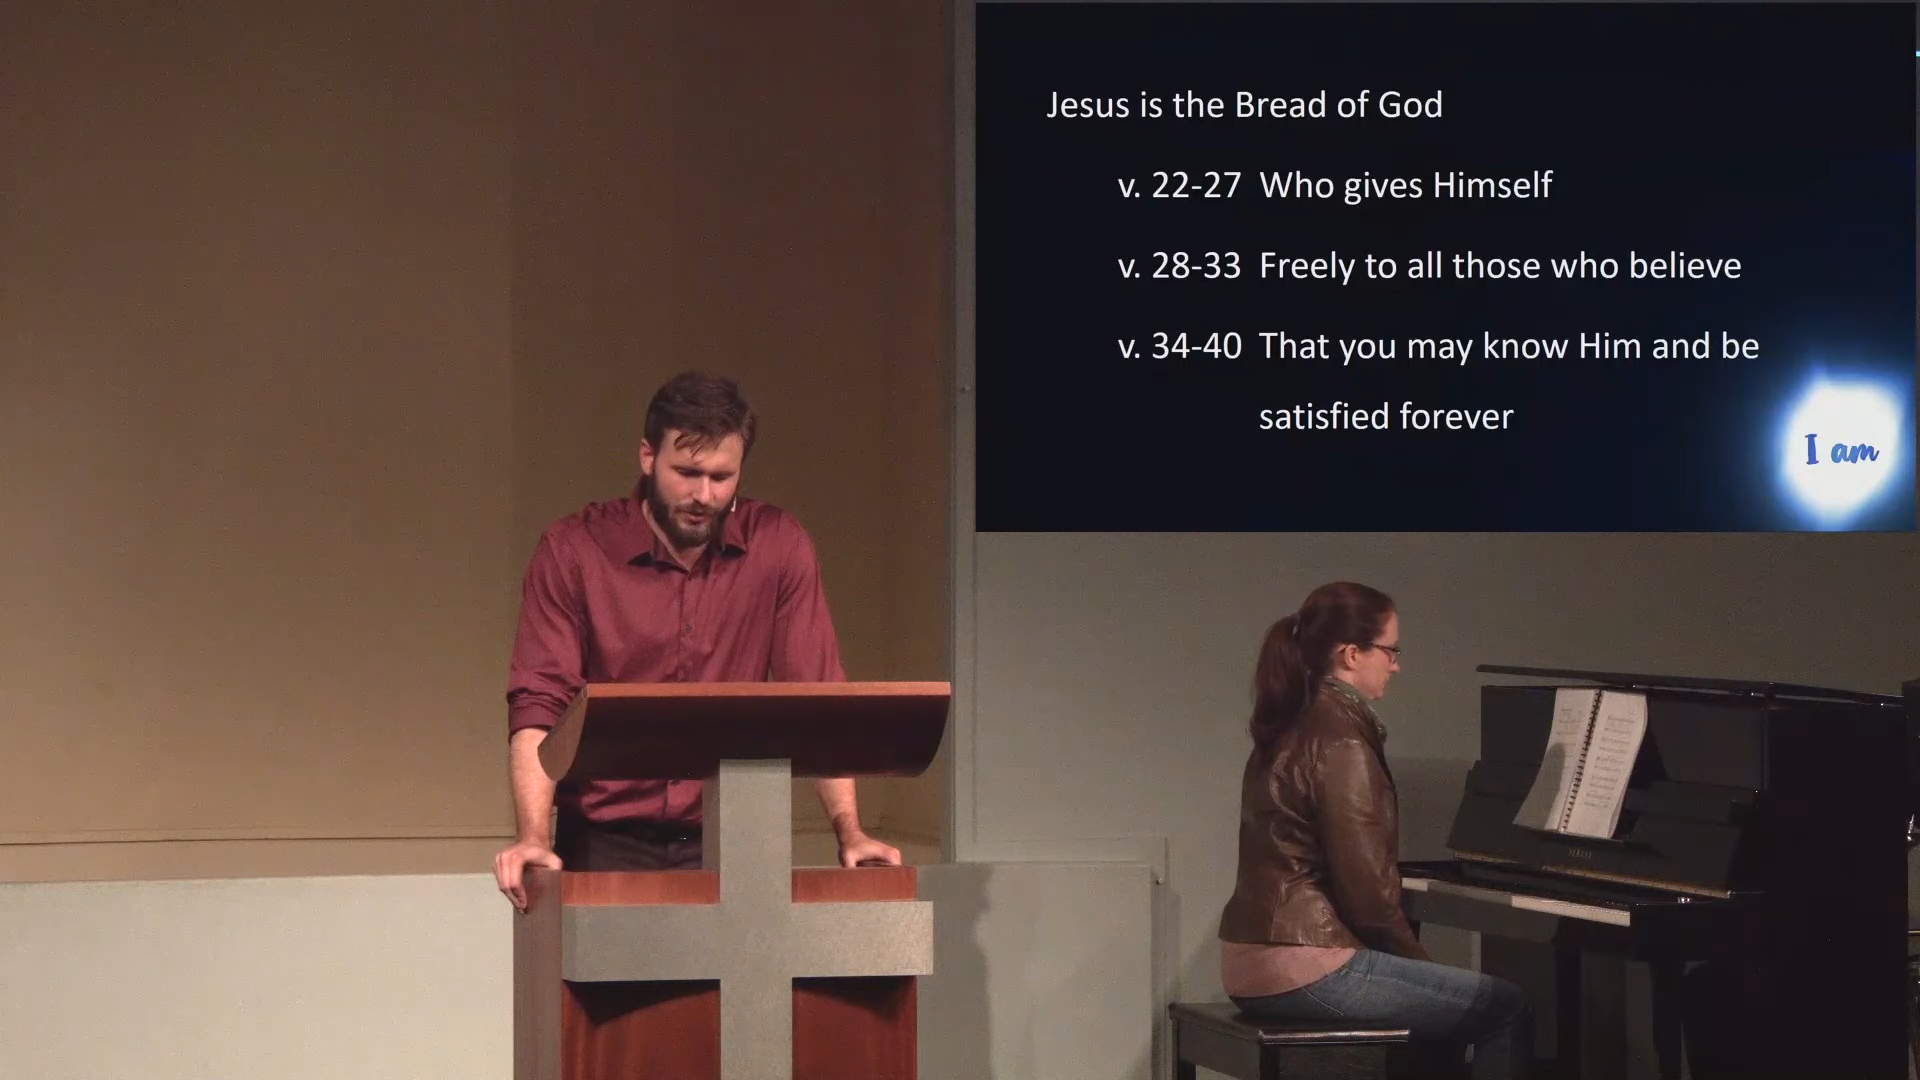 Jesus is the Bread of God
v. 22-27 Who gives Himself
v. 28-33 Freely to all those who believe
v. 34-40 That you may know Him and be
satisfied forever
I am